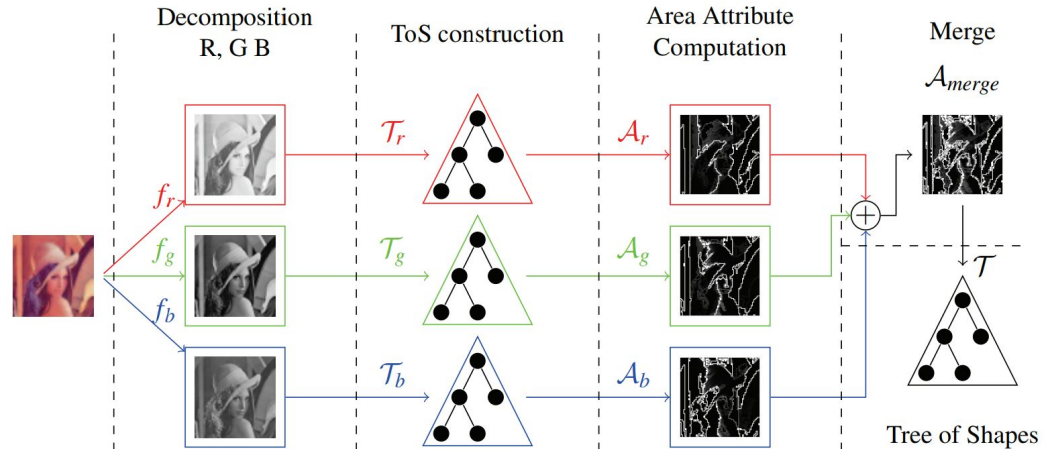 Decomposition
R, G B
ToS construction
Area Attribute
Computation
Merge
𝒜merge
fr
𝒯r
𝒜r
fg
𝒯g
𝒜g
+
fb
𝒯b
𝒜b
𝒯
Tree of Shapes